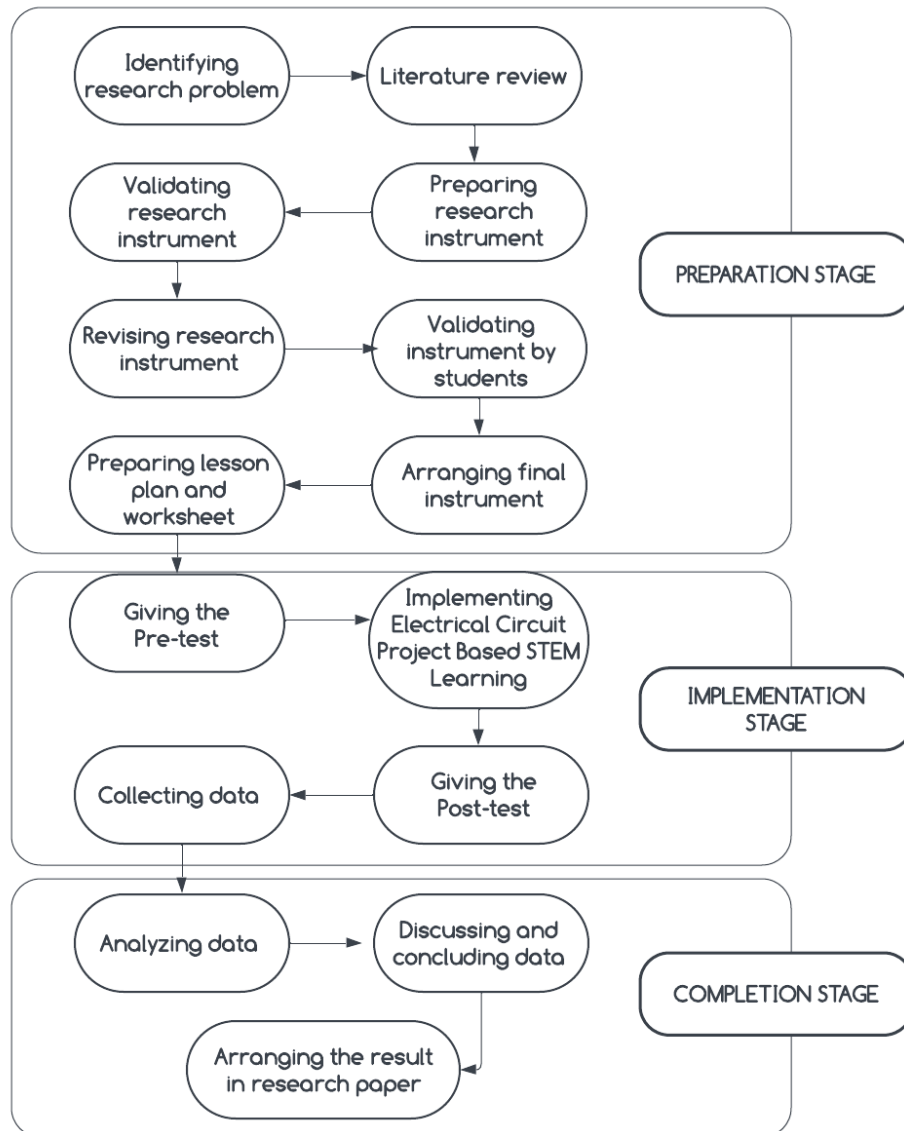 Identifying
research problem
Literature review
Preparing
research
instrument
Validating
research
instrument
Revising research
instrument
Validating
instrument by
students
Arranging final
instrument
Preparing lesson
plan and
worksheet
PREPARATION STAGE
Giving the
Pre-test
Implementing
Electrical Circuit
Project Based STEM
Learning
Giving the
Post-test
Collecting data
IMPLEMENTATION
STAGE
Analyzing data
Discussing and
concluding data
Arranging the result
in research paper
COMPLETION STAGE